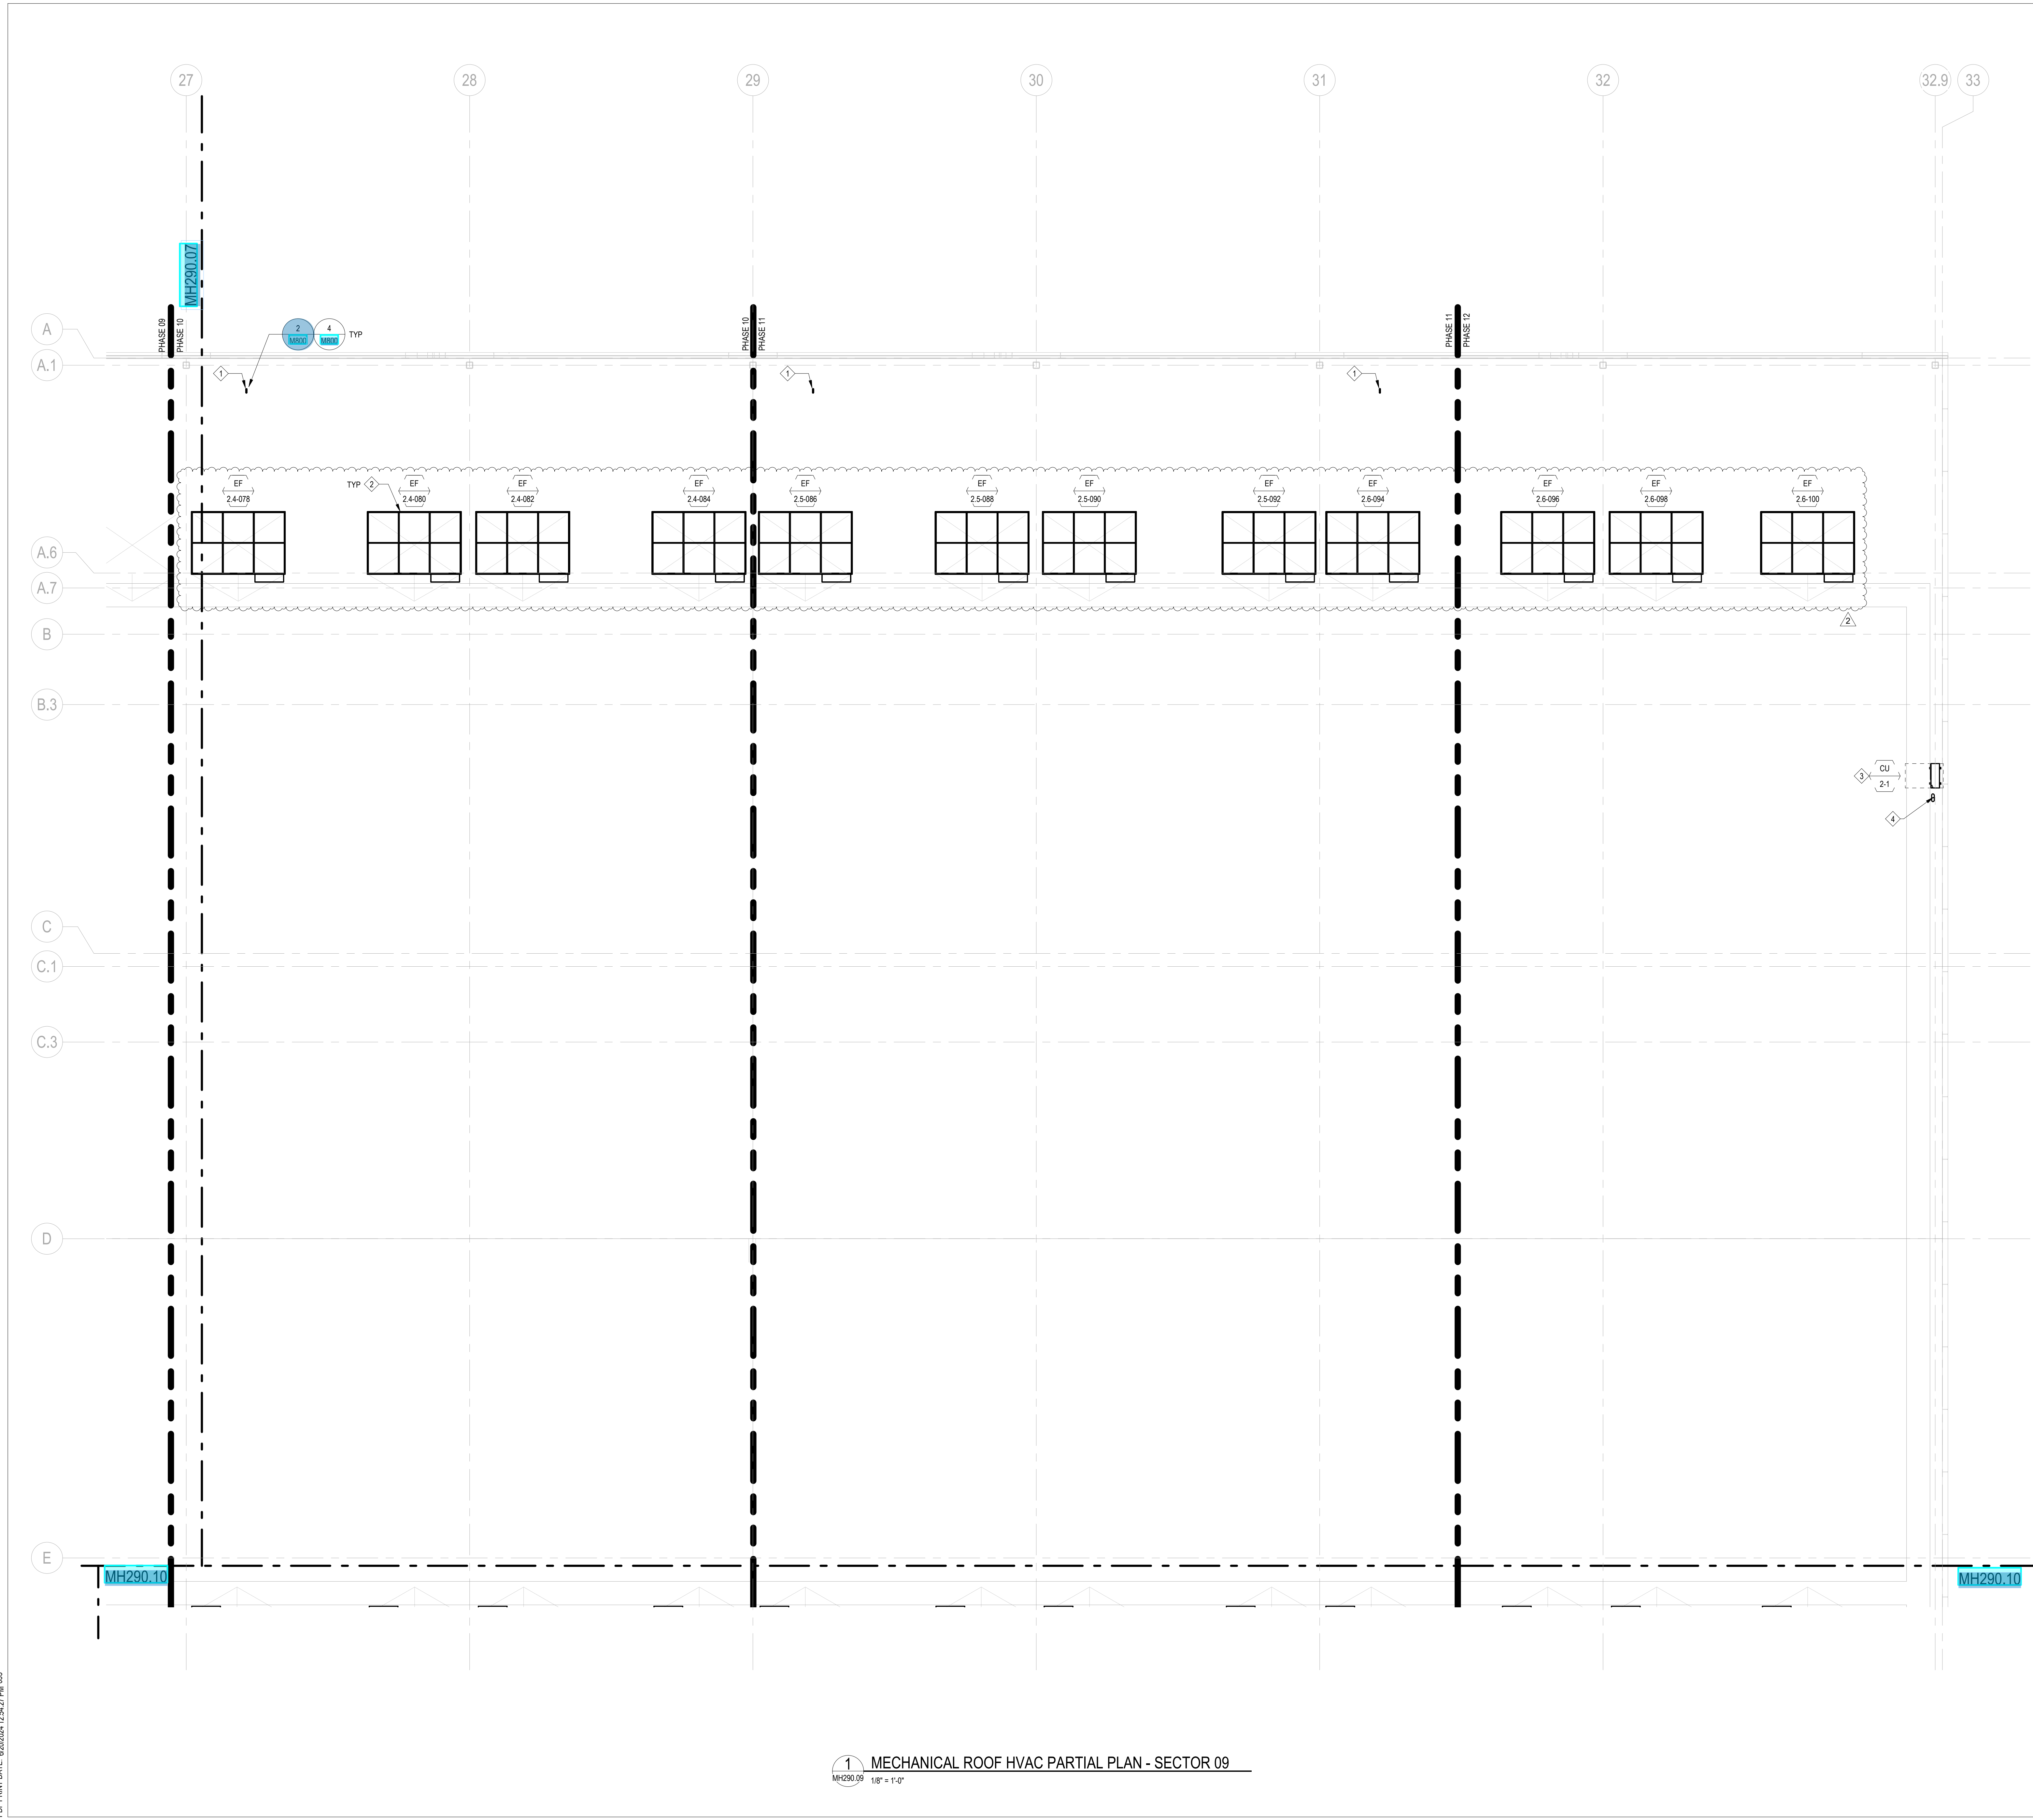 27
28
29
30
31
32
32.9
33
MH290.07
A
PHASE 09
PHASE 10
2
M800
4
M800
TYP
PHASE 10
PHASE 11
PHASE 11
PHASE 12
A.1
1
1
1
EF
2.4-078
TYP
2
EF
2.4-080
EF
2.4-082
EF
2.4-084
EF
2.5-086
EF
2.5-088
EF
2.5-090
EF
2.5-092
EF
2.6-094
EF
2.6-096
EF
2.6-098
EF
2.6-100
A.6
A.7
2
B
B.3
3
CU
2-1
4
C
C.1
C.3
D
E
MH290.10
MH290.10
1
MH290.09
MECHANICAL ROOF HVAC PARTIAL PLAN - SECTOR 09
1/8" = 1'-0"